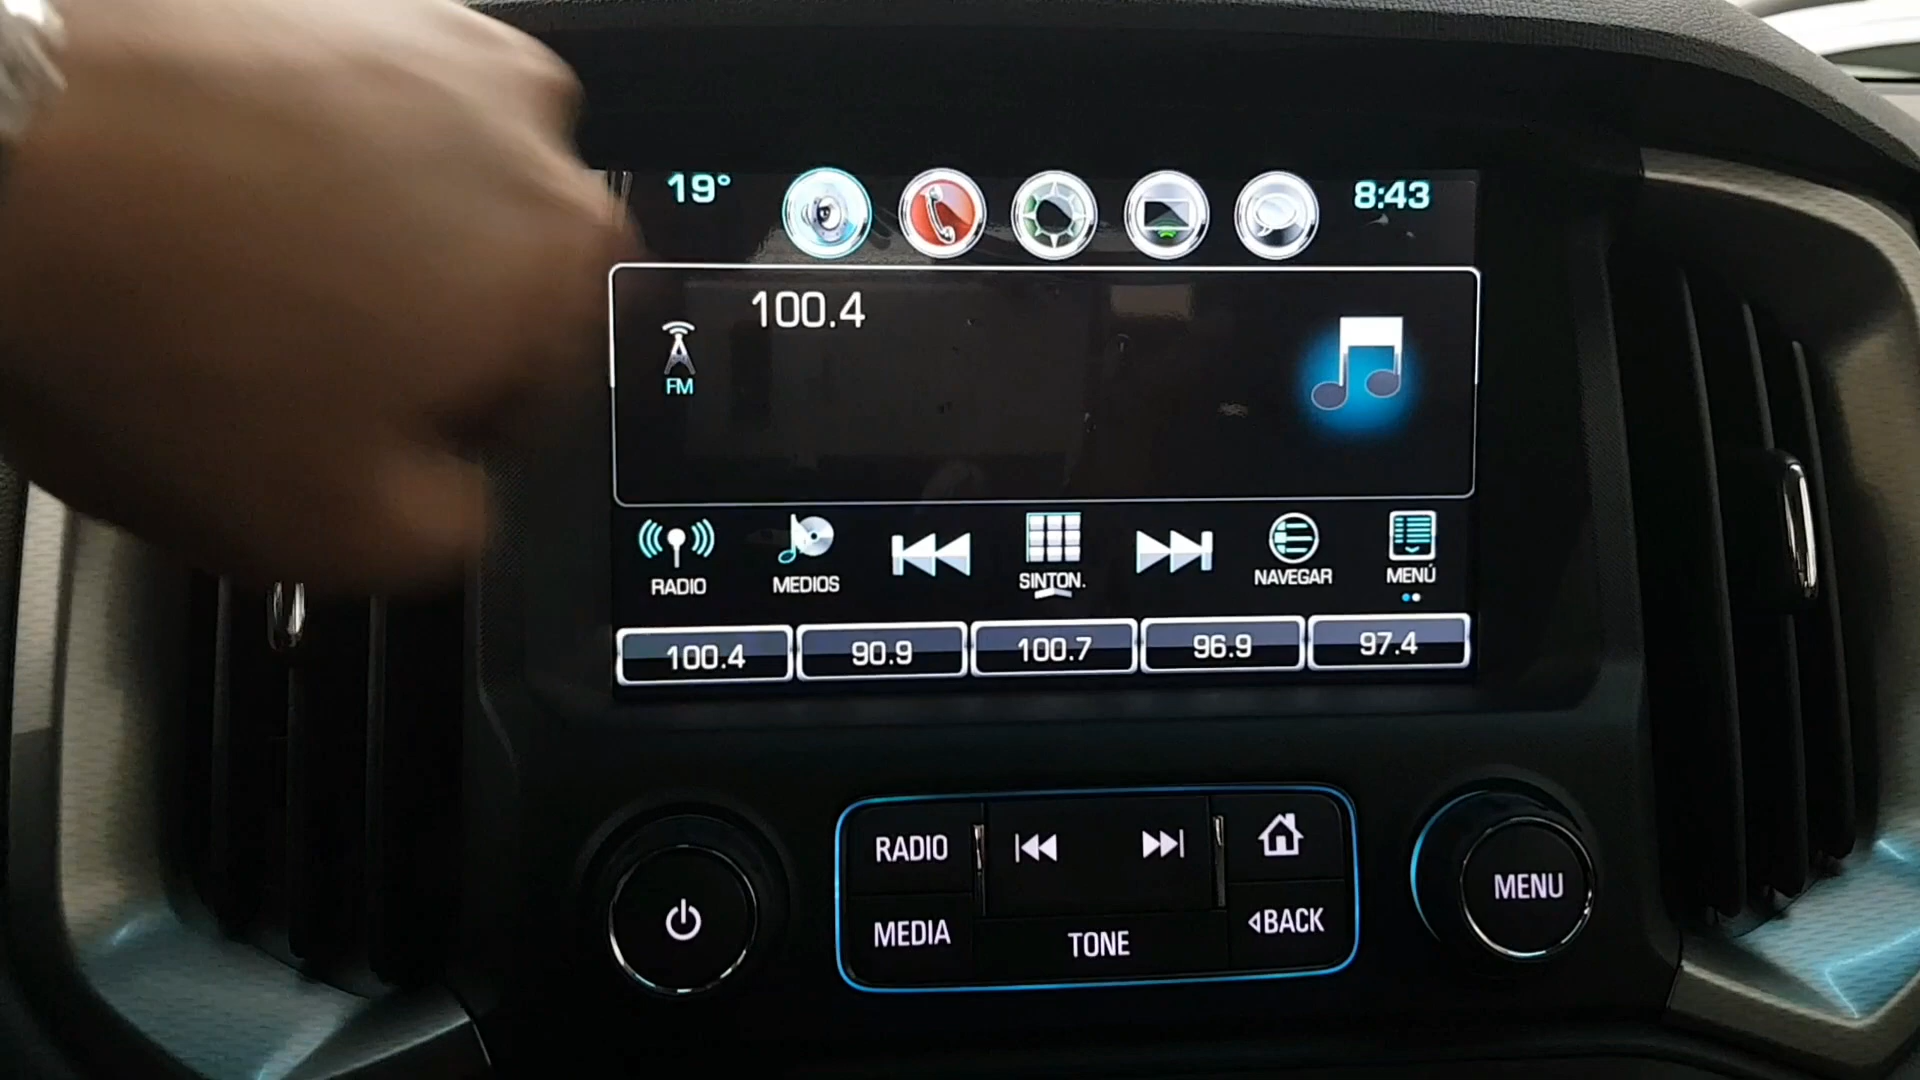 19° 8:43
100.4
FM
RADIO MEDIOS SINTON. NAVEGAR MENÚ
100.4 90.9 100.7 96.9 97.4
RADIO
MEDIA TONE BACK
MENU